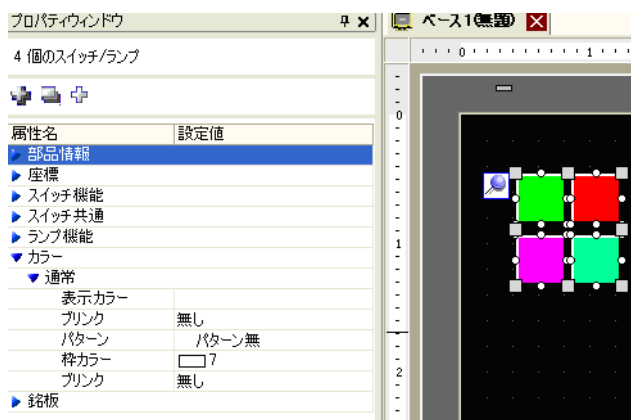 プロパティウィンドウ
4 個のスイッチ/ランプ
属性名 設定値
部品情報
座標
スイッチ機能
スイッチ共通
ランプ機能
カラー
通常
表示カラー
ブリンク 無し
パターン パターン無
枠カラー 7
ブリンク 無し
銘板
ベース1(無題)
0 1
0
1
2